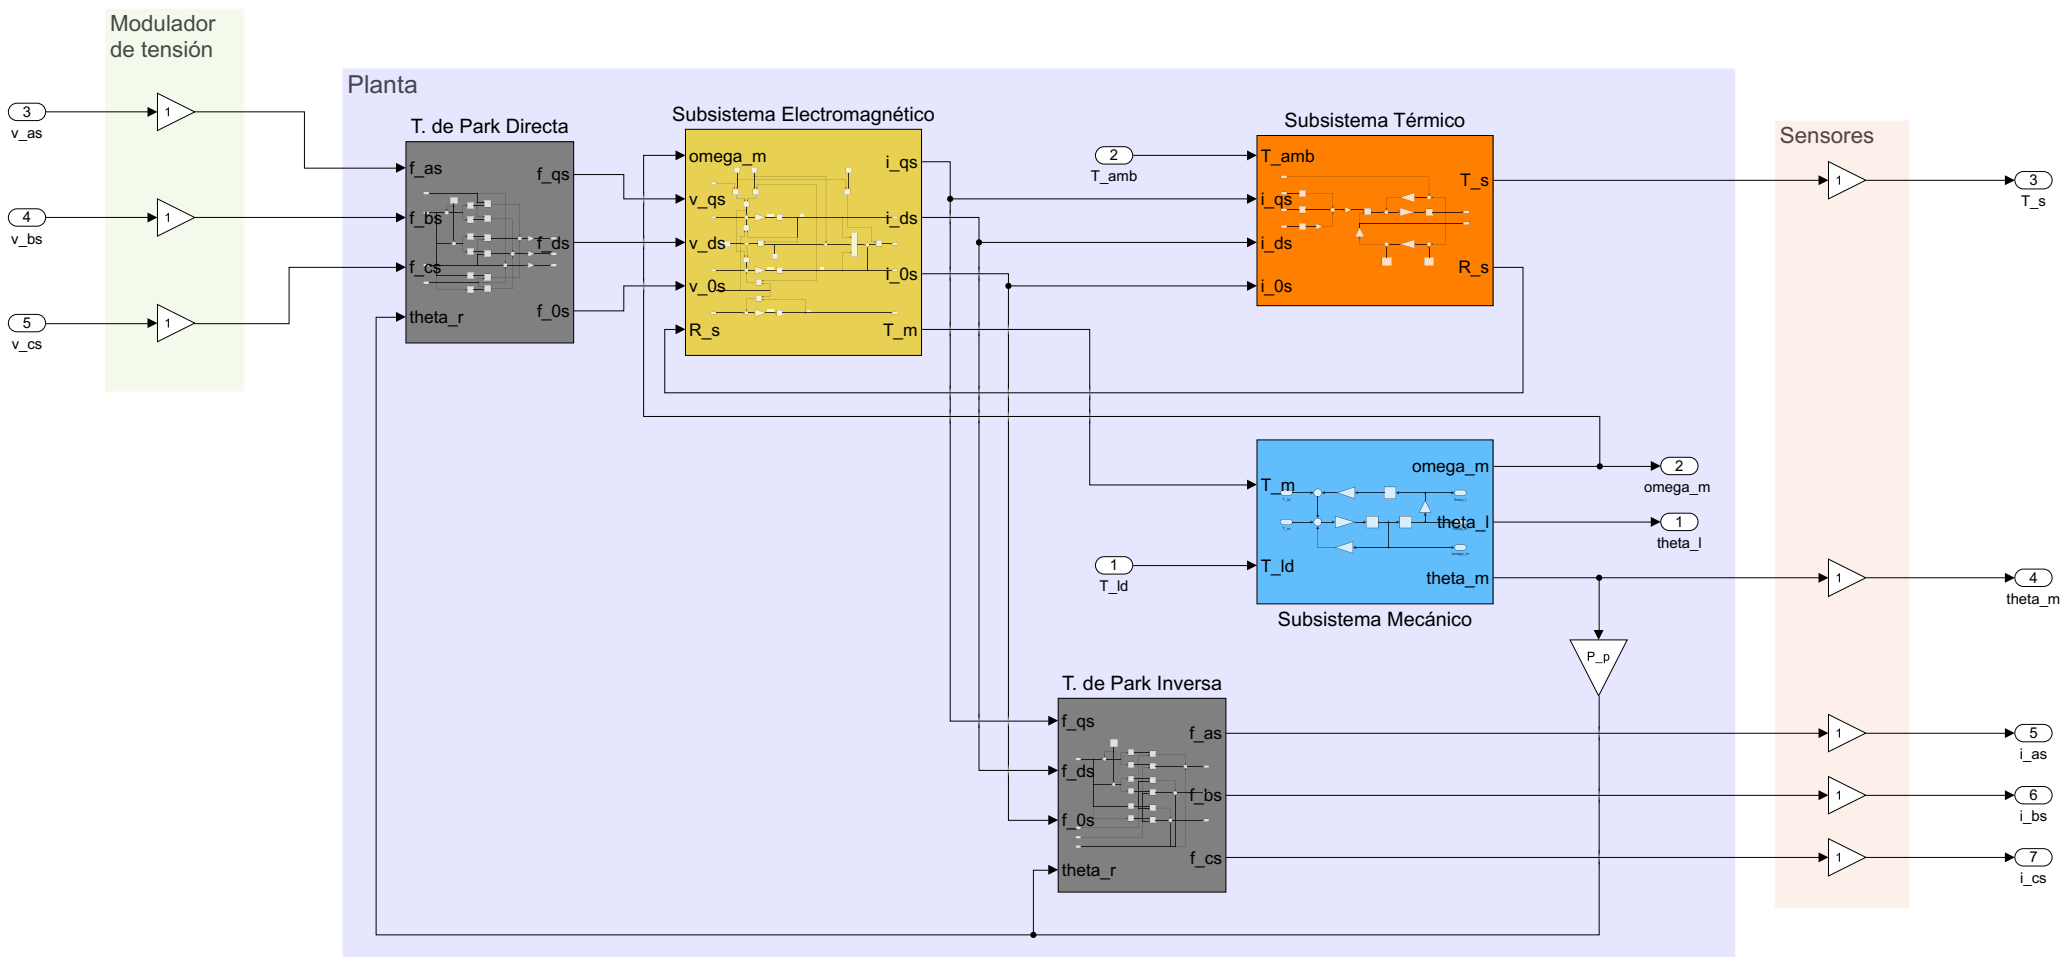 Modulador
de tensión
3
v_as
1
4
v_bs
1
5
v_cs
1
Planta
T. de Park Directa
f_as
f_bs
f_cs
theta_r
f_qs
f_ds
f_0s
Subsistema Electromagnético
omega_m
v_qs
v_ds
v_0s
R_s
i_qs
i_ds
i_0s
T_m
2
T_amb
Subsistema Térmico
T_amb
i_qs
i_ds
i_0s
T_s
R_s
1
T_ld
T_m
T_ld
omega_m
theta_l
theta_m
Subsistema Mecánico
2
omega_m
1
theta_l
P_p
T. de Park Inversa
f_qs
f_ds
f_0s
theta_r
f_as
f_bs
f_cs
Sensores
1
3
T_s
1
4
theta_m
1
5
i_as
1
6
i_bs
1
7
i_cs